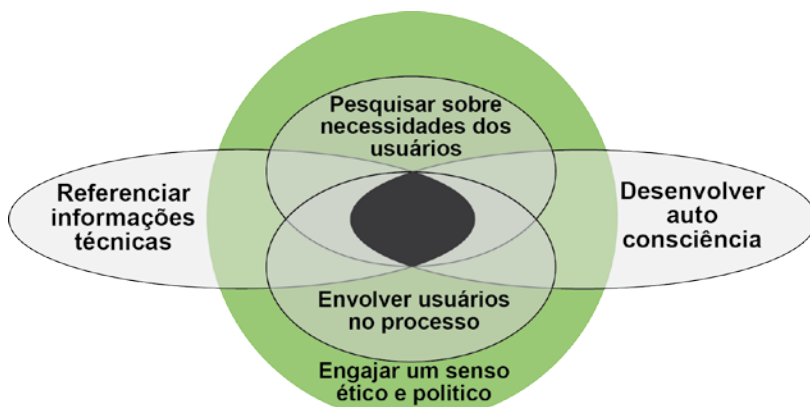 Pesquisar sobre
necessidades dos
usuários
Referenciar
informações
técnicas
Desenvolver
auto
consciência
Envolver usuários
no processo
Engajar um senso
ético e politico